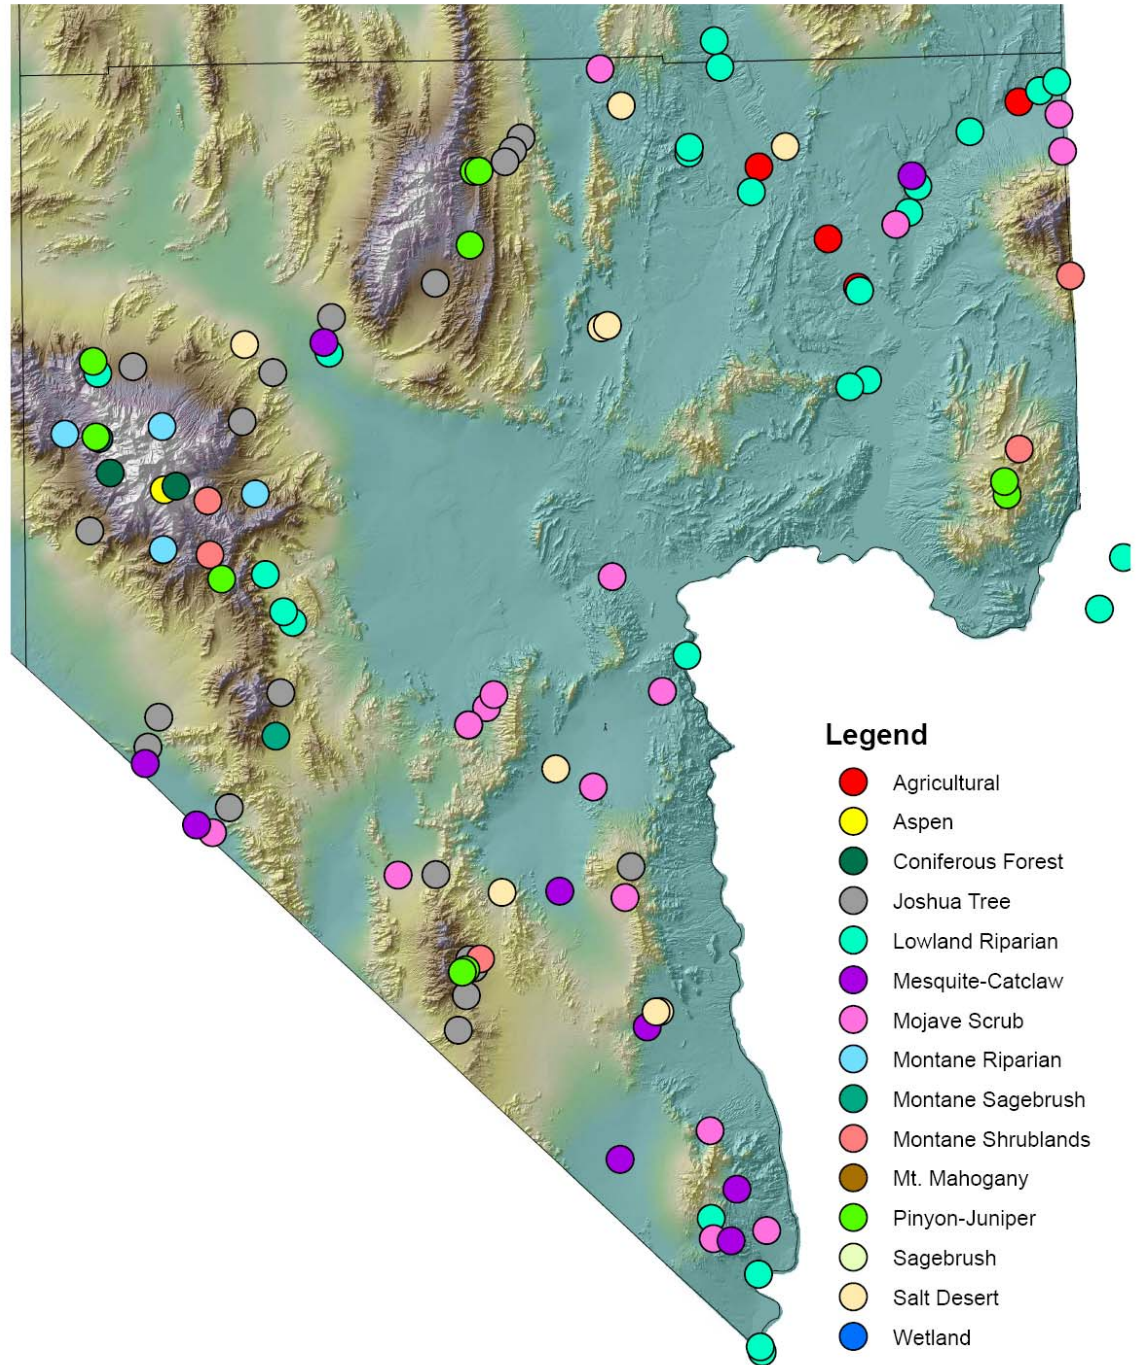 Legend
Agricultural
Aspen
Coniferous Forest
Joshua Tree
Lowland Riparian
Mesquite-Catclaw
Mojave Scrub
Montane Riparian
Montane Sagebrush
Montane Shrublands
Mt. Mahogany
Pinyon-Juniper
Sagebrush
Salt Desert
Wetland